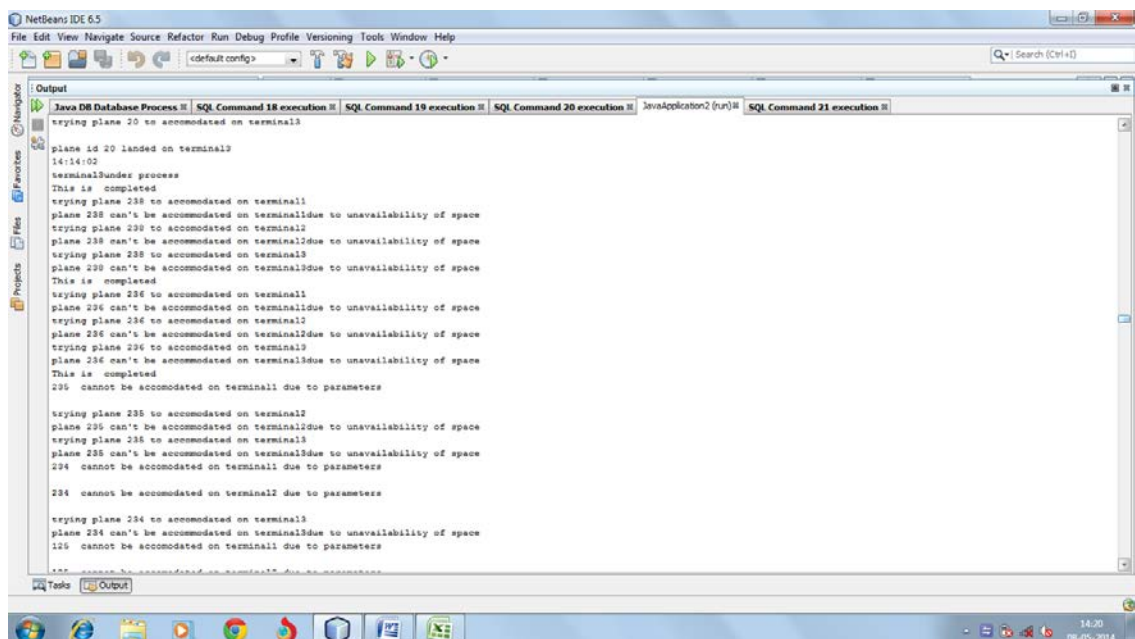 NetBeans IDE 6.5
File Edit View Navigate Source Refactor Run Debug Profile Versioning Tools Window Help
<default config>
Search (Ctrl+I)
Output
Java DB Database Process SQL Command 18 execution SQL Command 19 execution SQL Command 20 execution JavaApplication2 (run) SQL Command 21 execution
Navigator
Favorites
Files
Projects
trying plane 20 to accomodated on terminal3
plane id 20 landed on terminal3
14:14:02
terminal3under process
This is completed
trying plane 238 to accomodated on terminal1
plane 238 can't be accommodated on terminal1due to unavailability of space
trying plane 238 to accomodated on terminal2
plane 238 can't be accommodated on terminal2due to unavailability of space
trying plane 238 to accomodated on terminal3
plane 238 can't be accommodated on terminal3due to unavailability of space
This is completed
trying plane 236 to accomodated on terminal1
plane 236 can't be accommodated on terminal1due to unavailability of space
trying plane 236 to accomodated on terminal2
plane 236 can't be accommodated on terminal2due to unavailability of space
trying plane 236 to accomodated on terminal3
plane 236 can't be accommodated on terminal3due to unavailability of space
This is completed
235 cannot be accomodated on terminal1 due to parameters
trying plane 235 to accomodated on terminal2
plane 235 can't be accommodated on terminal2due to unavailability of space
trying plane 235 to accomodated on terminal3
plane 235 can't be accommodated on terminal3due to unavailability of space
234 cannot be accomodated on terminal1 due to parameters
234 cannot be accomodated on terminal2 due to parameters
trying plane 234 to accomodated on terminal3
plane 234 can't be accommodated on terminal3due to unavailability of space
125 cannot be accomodated on terminal1 due to parameters
Tasks Output
14:20
08-05-2014